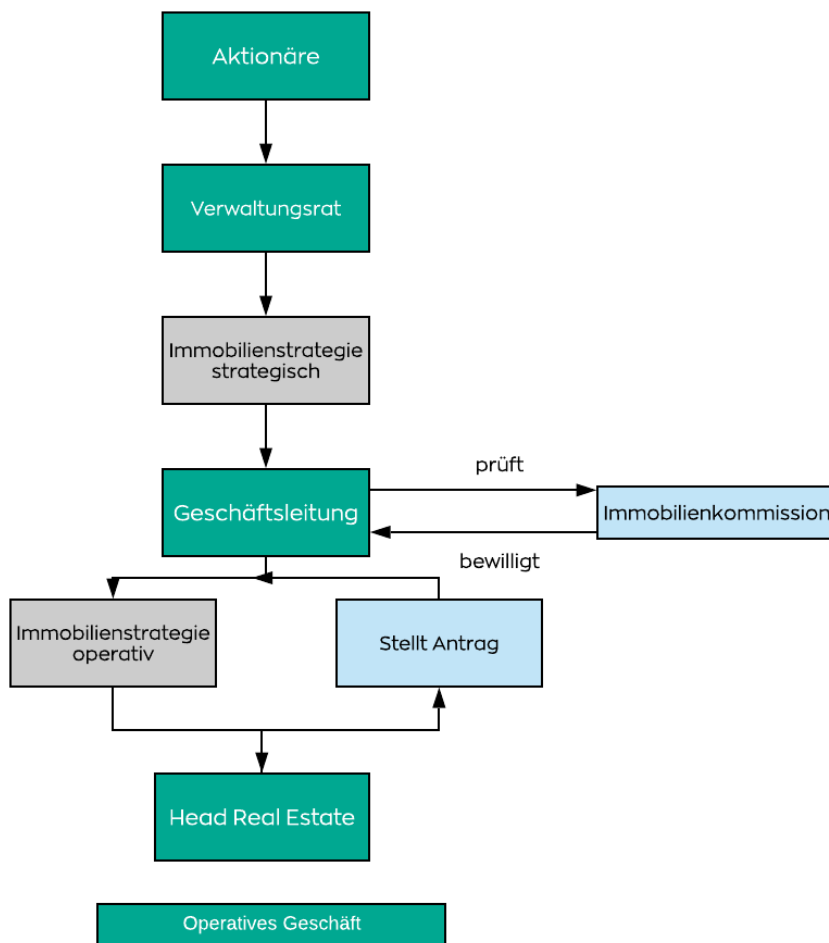 Aktionäre
Verwaltungsrat
Immobilienstrategie
strategisch
prüft
Geschäftsleitung
Immobilienkommission
bewilligt
Immobilienstrategie
operativ
Stellt Antrag
Head Real Estate
Operatives Geschäft